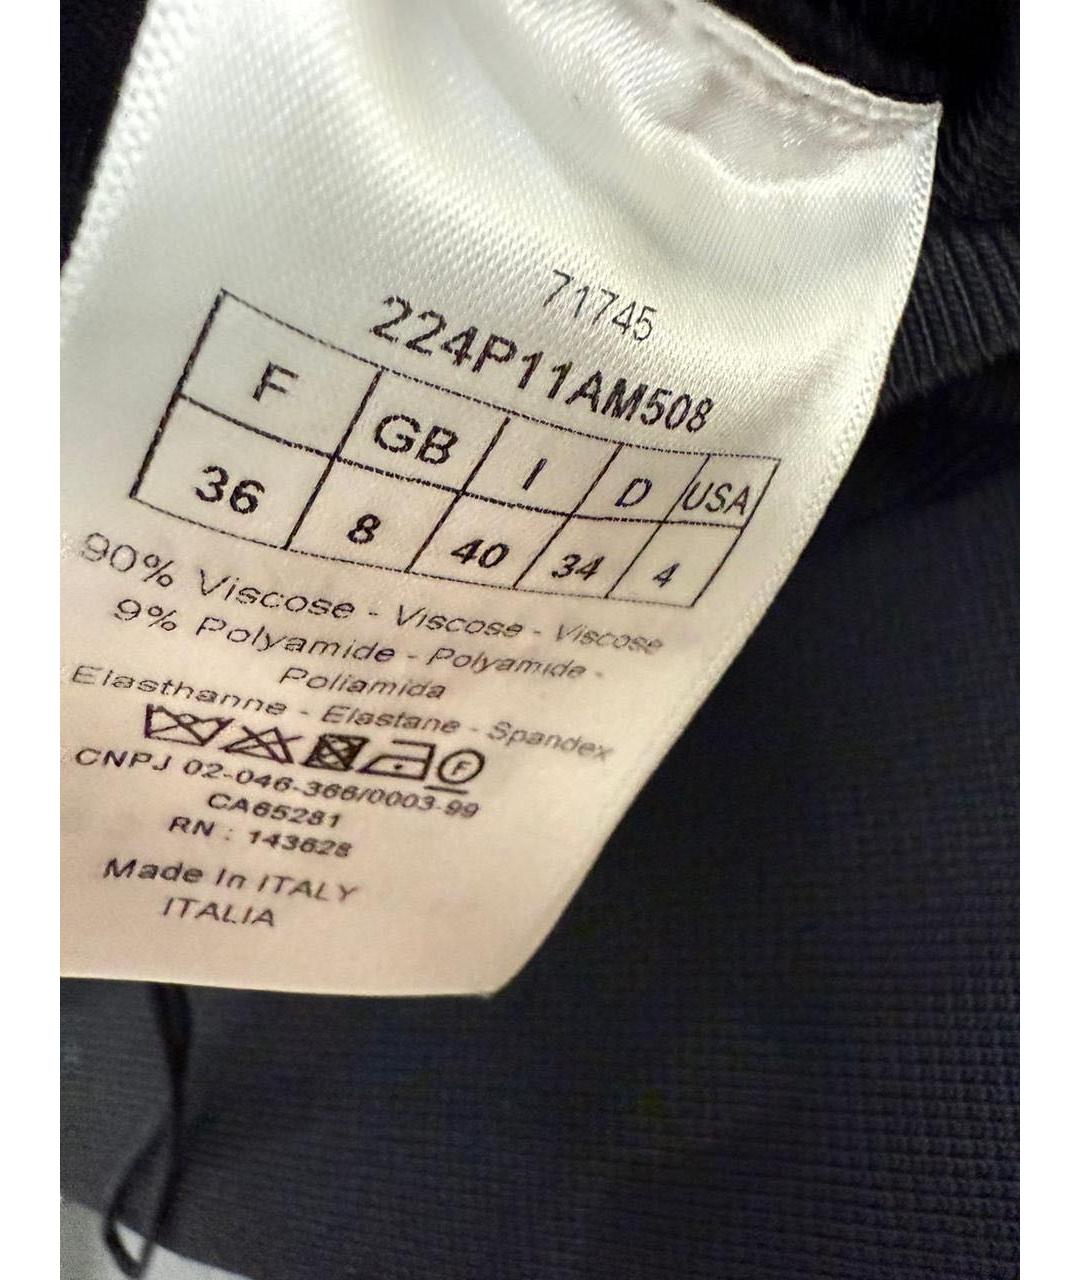 71745
224P11AM508
F GB I D USA
36 8 40 34 4
90% Viscose - Viscose - Viscose
9% Polyamide - Polyamide -
Poliamida
Elasthanne - Elastane - Spandex
F
CNPJ 02-046-366/0003-99
CA65281
RN : 143628
Made In ITALY
ITALIA